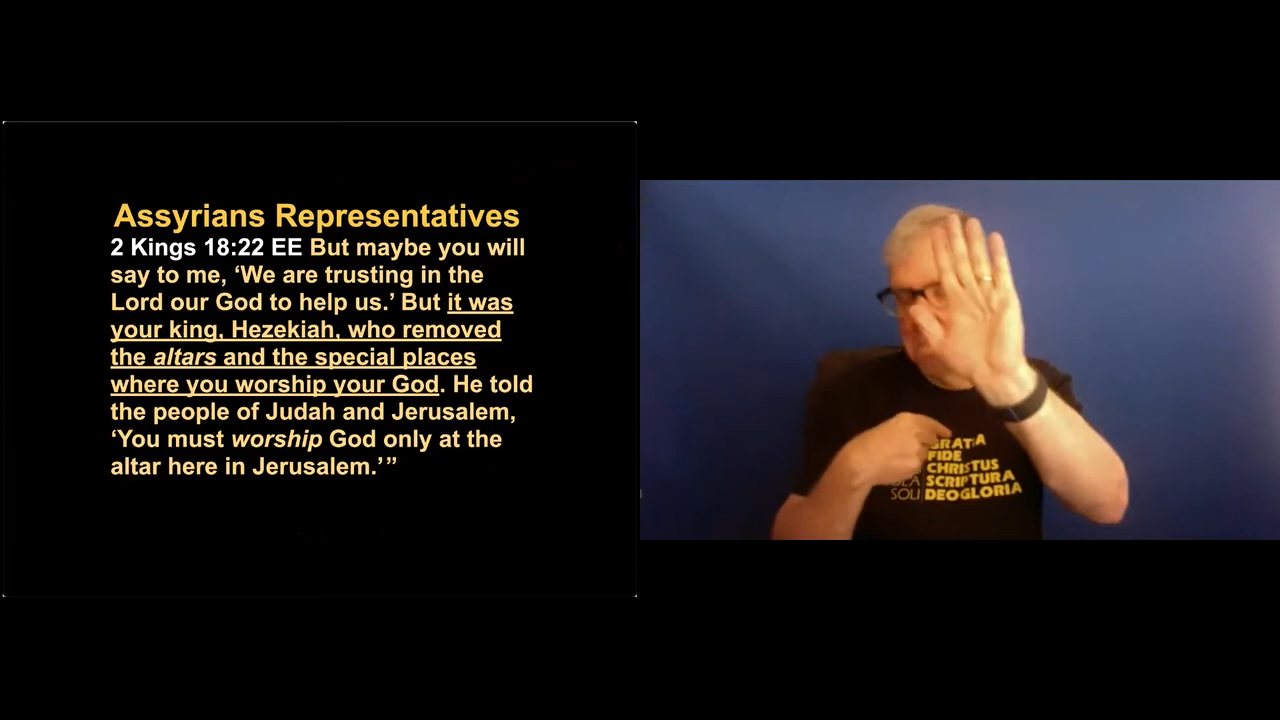 Assyrians Representatives
2 Kings 18:22 EE But maybe you will
say to me, ‘We are trusting in the
Lord our God to help us.’ But it was
your king, Hezekiah, who removed
the altars and the special places
where you worship your God. He told
the people of Judah and Jerusalem,
‘You must worship God only at the
altar here in Jerusalem.’”
GRATIA
FIDE
CHRISTUS
SCRIPTURA
SOLI DEO GLORIA